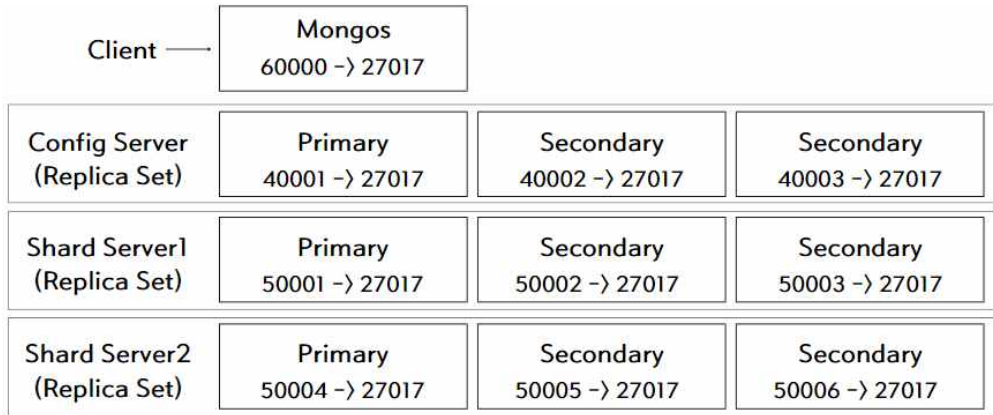 Client
Mongos
60000 -> 27017
Config Server
(Replica Set)
Primary
40001 -> 27017
Secondary
40002 -> 27017
Secondary
40003 -> 27017
Shard Server1
(Replica Set)
Primary
50001 -> 27017
Secondary
50002 -> 27017
Secondary
50003 -> 27017
Shard Server2
(Replica Set)
Primary
50004 -> 27017
Secondary
50005 -> 27017
Secondary
50006 -> 27017